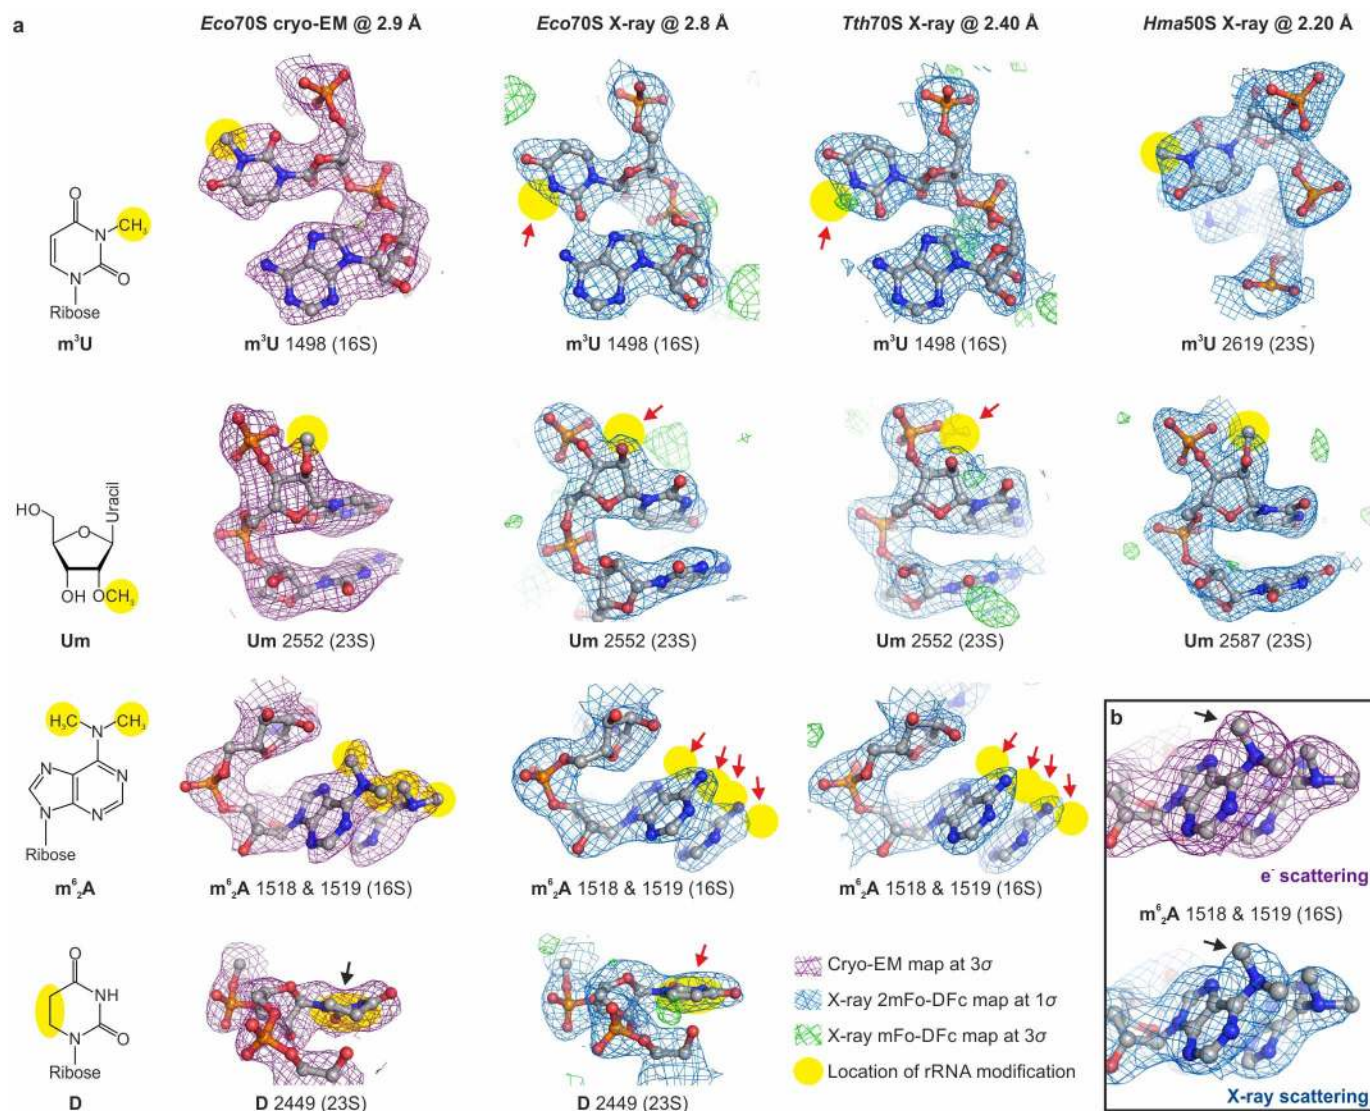 a
Eco70S cryo-EM @ 2.9 Å
Eco70S X-ray @ 2.8 Å
Tth70S X-ray @ 2.40 Å
Hma50S X-ray @ 2.20 Å
O
N
CH₃
N
O
Ribose
m³U
m³U 1498 (16S)
m³U 1498 (16S)
m³U 1498 (16S)
m³U 2619 (23S)
Uracil
HO
O
OH
OCH₃
Um
Um 2552 (23S)
Um 2552 (23S)
Um 2552 (23S)
Um 2587 (23S)
H₃C
CH₃
N
N
N
N
N
Ribose
m⁶₂A
m⁶₂A 1518 & 1519 (16S)
m⁶₂A 1518 & 1519 (16S)
m⁶₂A 1518 & 1519 (16S)
b
e⁻ scattering
m⁶₂A 1518 & 1519 (16S)
X-ray scattering
O
NH
N
O
Ribose
D
D 2449 (23S)
D 2449 (23S)
Cryo-EM map at 3σ
X-ray 2mFo-DFc map at 1σ
X-ray mFo-DFc map at 3σ
Location of rRNA modification